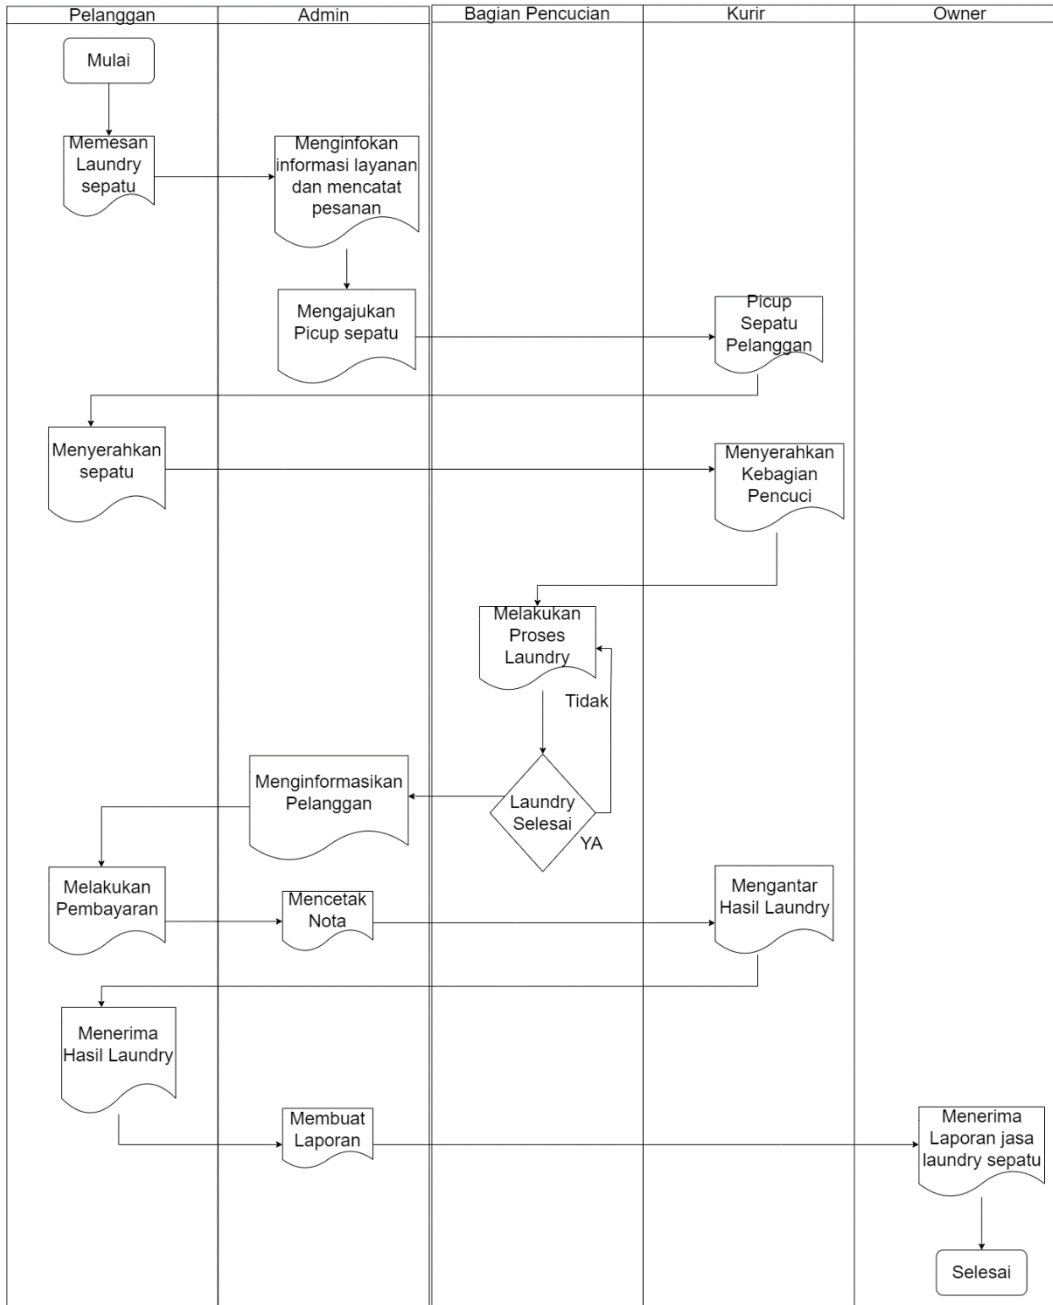 Pelanggan
Admin
Bagian Pencucian
Kurir
Owner
Mulai
Memesan
Laundry
sepatu
Menginfokan
informasi layanan
dan mencatat
pesanan
Mengajukan
Picup sepatu
Picup
Sepatu
Pelanggan
Menyerahkan
sepatu
Menyerahkan
Kebagian
Pencuci
Melakukan
Proses
Laundry
Tidak
Laundry
Selesai
YA
Menginformasikan
Pelanggan
Melakukan
Pembayaran
Mencetak
Nota
Mengantar
Hasil Laundry
Menerima
Hasil Laundry
Membuat
Laporan
Menerima
Laporan jasa
laundry sepatu
Selesai